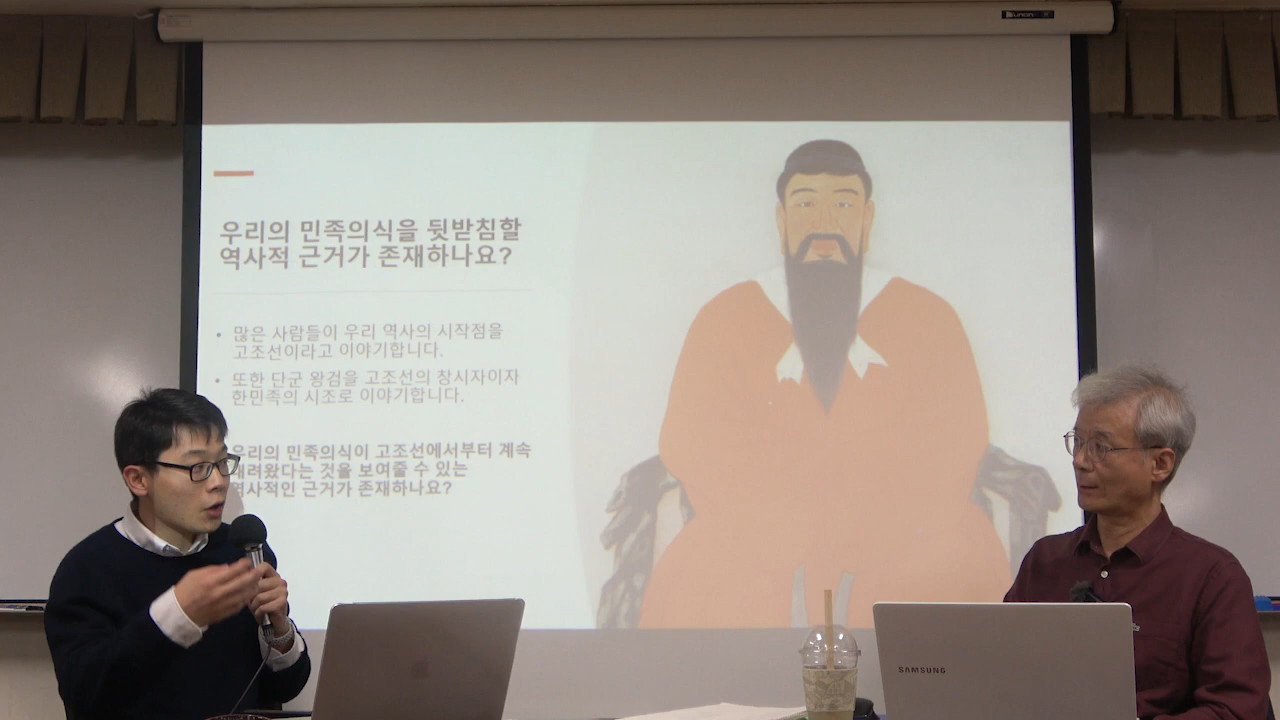 우리의 민족의식을 뒷받침할
역사적 근거가 존재하나요?
• 많은 사람들이 우리 역사의 시작점을
고조선이라고 이야기합니다.
• 또한 단군 왕검을 고조선의 창시자이자
한민족의 시조로 이야기합니다.
우리의 민족의식이 고조선에서부터 계속
내려왔다는 것을 보여줄 수 있는
역사적인 근거가 존재하나요?
SAMSUNG